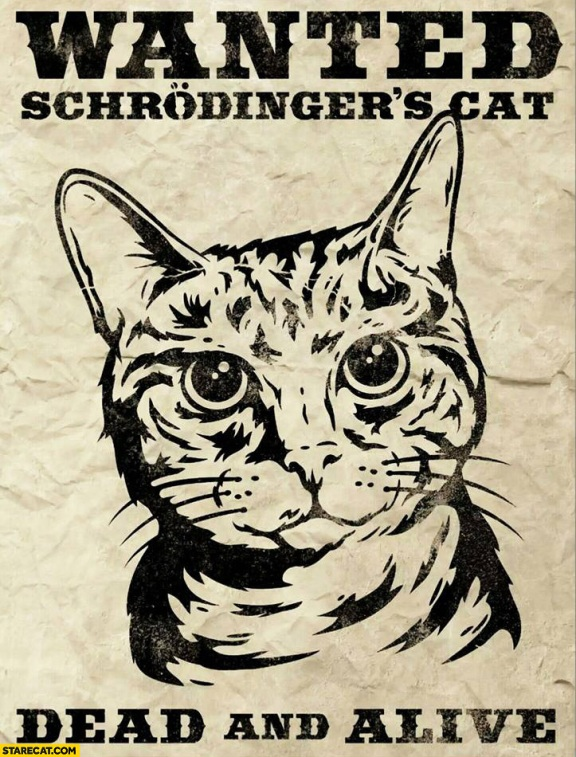 WANTED
SCHRÖDINGER'S CAT
DEAD AND ALIVE
STARECAT.COM